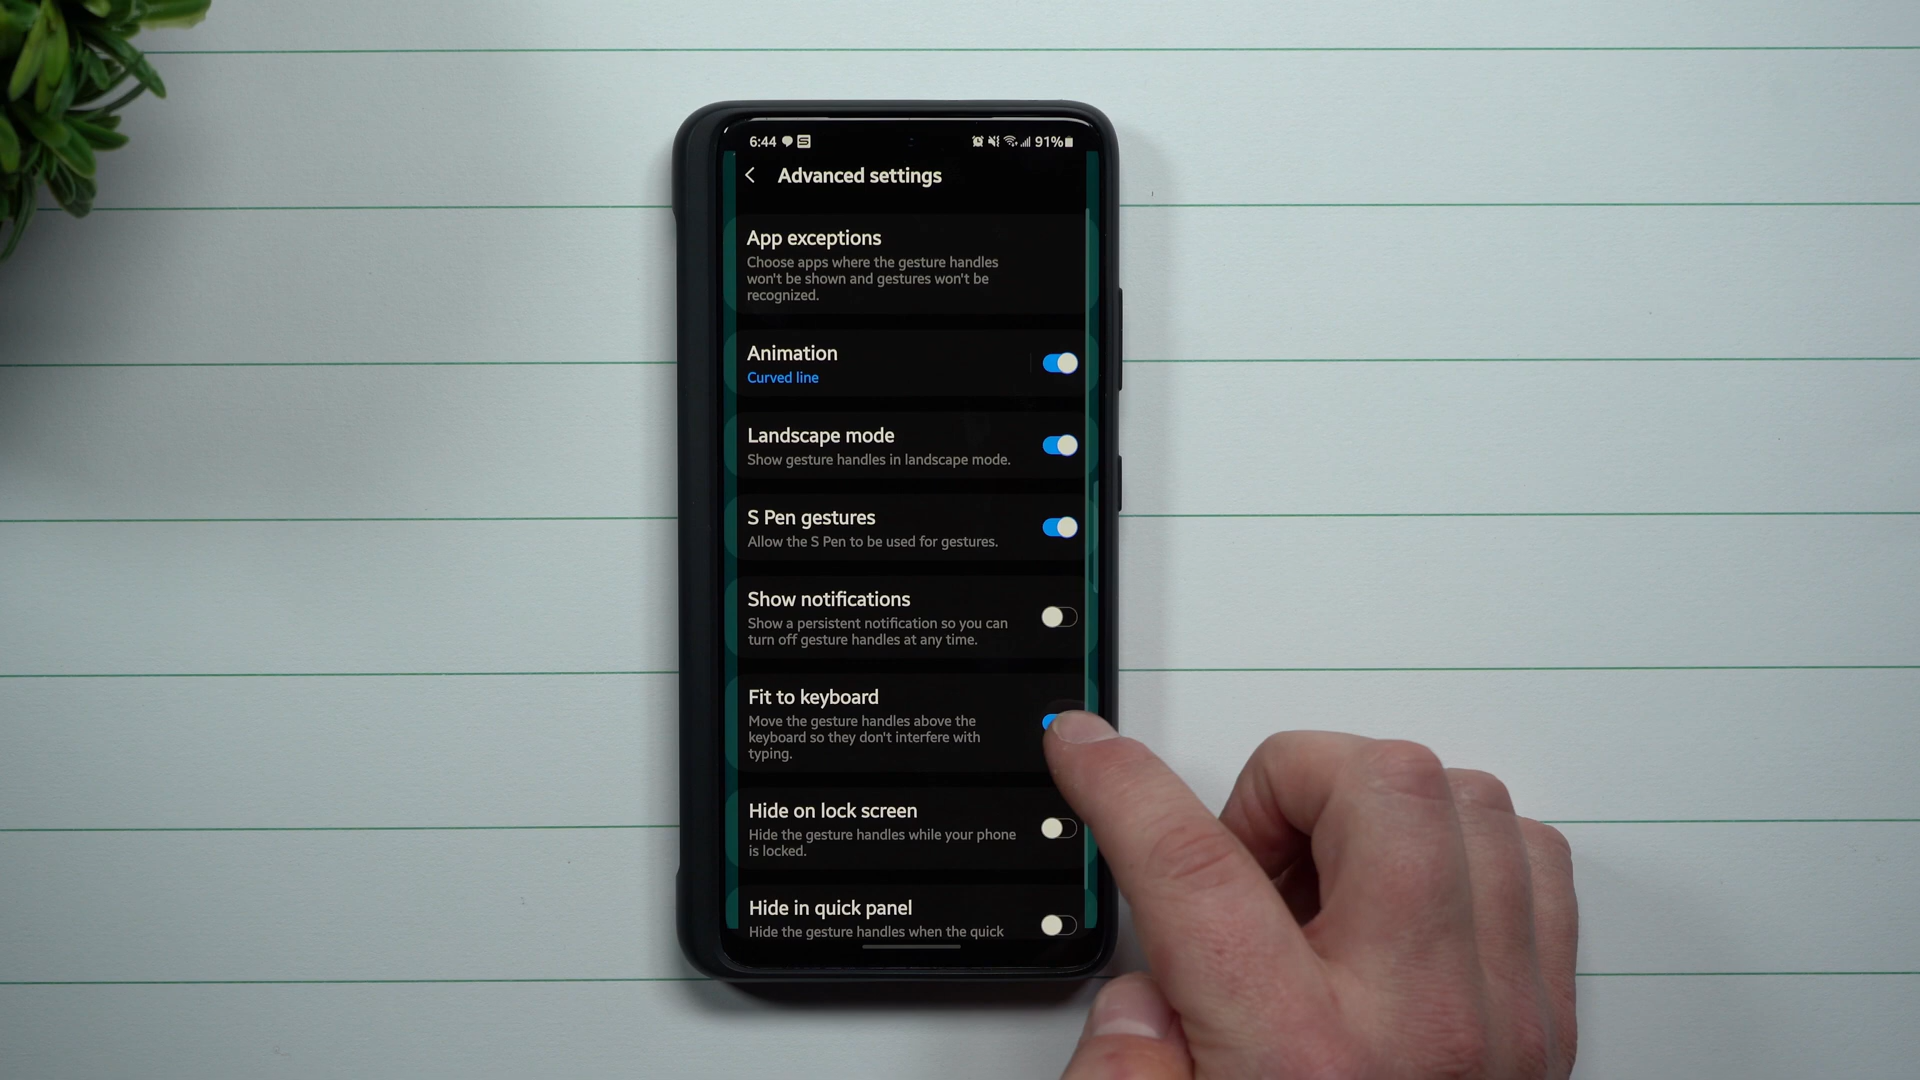 6:44 91%
Advanced settings
App exceptions
Choose apps where the gesture handles
won't be shown and gestures won't be
recognized.
Animation
Curved line
Landscape mode
Show gesture handles in landscape mode.
S Pen gestures
Allow the S Pen to be used for gestures.
Show notifications
Show a persistent notification so you can
turn off gesture handles at any time.
Fit to keyboard
Move the gesture handles above the
keyboard so they don't interfere with
typing.
Hide on lock screen
Hide the gesture handles while your phone
is locked.
Hide in quick panel
Hide the gesture handles when the quick